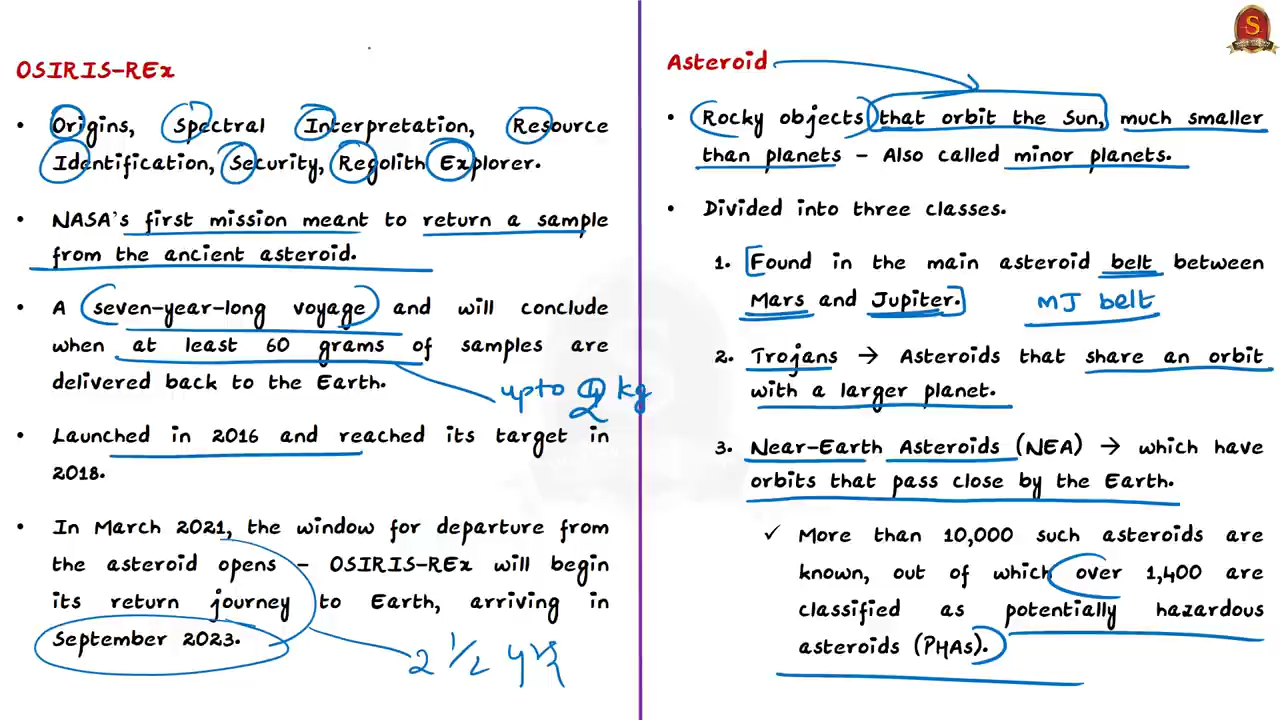 OSIRIS-REx
• Origins, Spectral Interpretation, Resource
Identification, Security, Regolith Explorer.
• NASA's first mission meant to return a sample
from the ancient asteroid.
• A seven-year-long voyage and will conclude
when at least 60 grams of samples are
delivered back to the Earth.
upto 2 kg
• Launched in 2016 and reached its target in
2018.
• In March 2021, the window for departure from
the asteroid opens - OSIRIS-REx will begin
its return journey to Earth, arriving in
September 2023.
2 1/2 yrs
Asteroid
• Rocky objects that orbit the Sun, much smaller
than planets - Also called minor planets.
• Divided into three classes.
1. Found in the main asteroid belt between
Mars and Jupiter.
MJ belt
2. Trojans → Asteroids that share an orbit
with a larger planet.
3. Near-Earth Asteroids (NEA) → which have
orbits that pass close by the Earth.
✓ More than 10,000 such asteroids are
known, out of which over 1,400 are
classified as potentially hazardous
asteroids (PHAs).
S